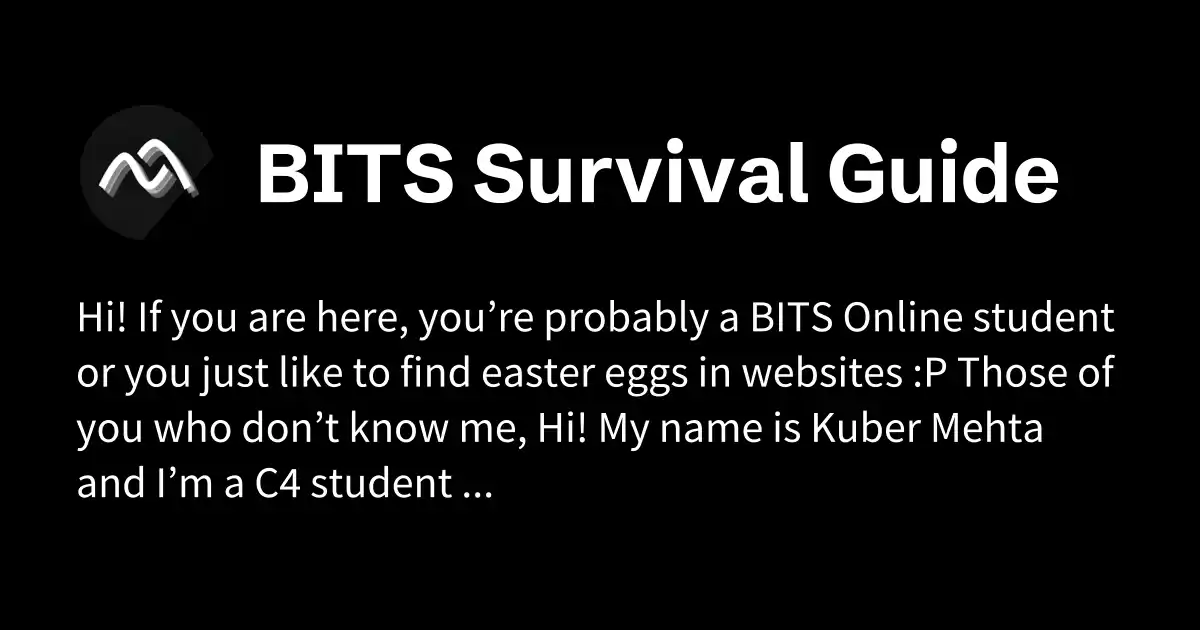 BITS Survival Guide
Hi! If you are here, you’re probably a BITS Online student
or you just like to find easter eggs in websites :P Those of
you who don’t know me, Hi! My name is Kuber Mehta
and I’m a C4 student ...